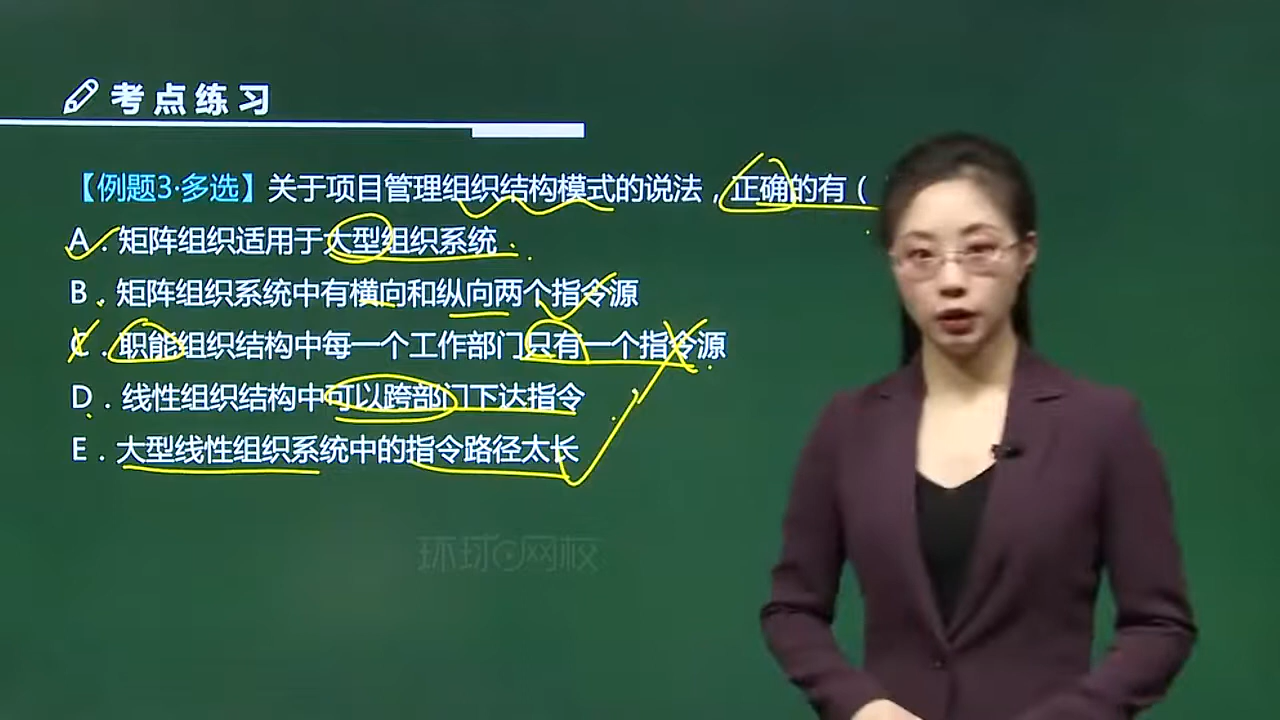 考点练习
【例题3·多选】关于项目管理组织结构模式的说法，正确的有（
A．矩阵组织适用于大型组织系统
B．矩阵组织系统中有横向和纵向两个指令源
C．职能组织结构中每一个工作部门只有一个指令源
D．线性组织结构中可以跨部门下达指令
E．大型线性组织系统中的指令路径太长
环球网校